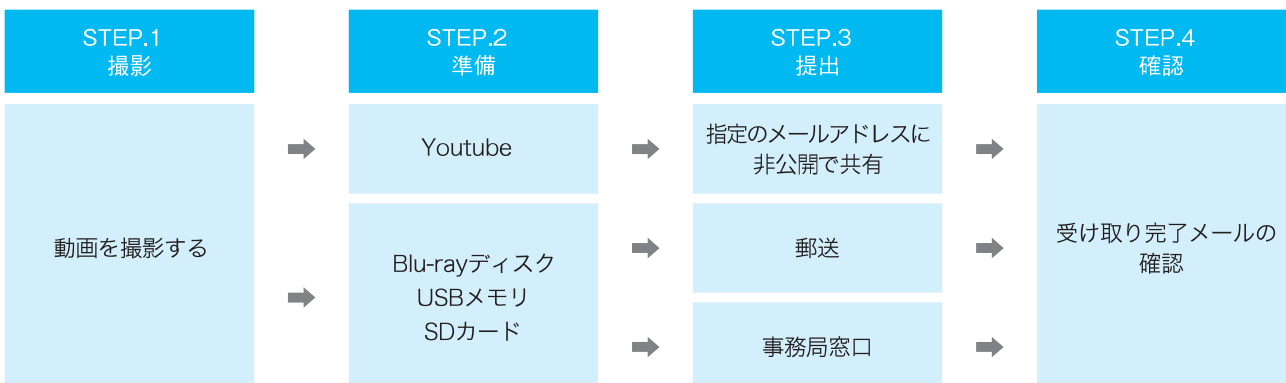 STEP.1
撮影
STEP.2
準備
STEP.3
提出
STEP.4
確認
動画を撮影する
Youtube
Blu-rayディスク
USBメモリ
SDカード
指定のメールアドレスに
非公開で共有
郵送
事務局窓口
受け取り完了メールの
確認